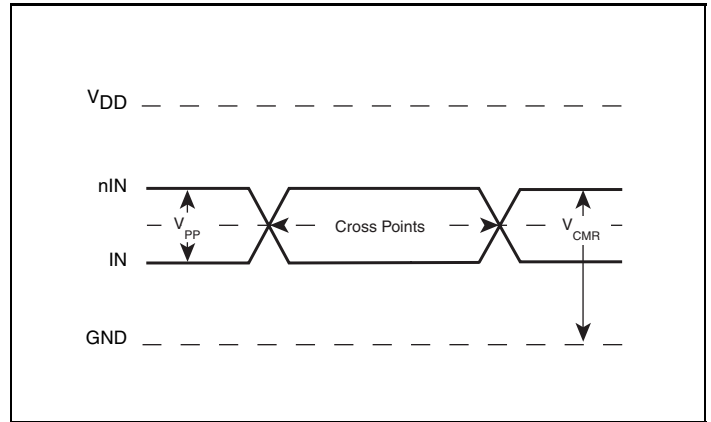 VDD
nIN
VPP
Cross Points
VCMR
IN
GND